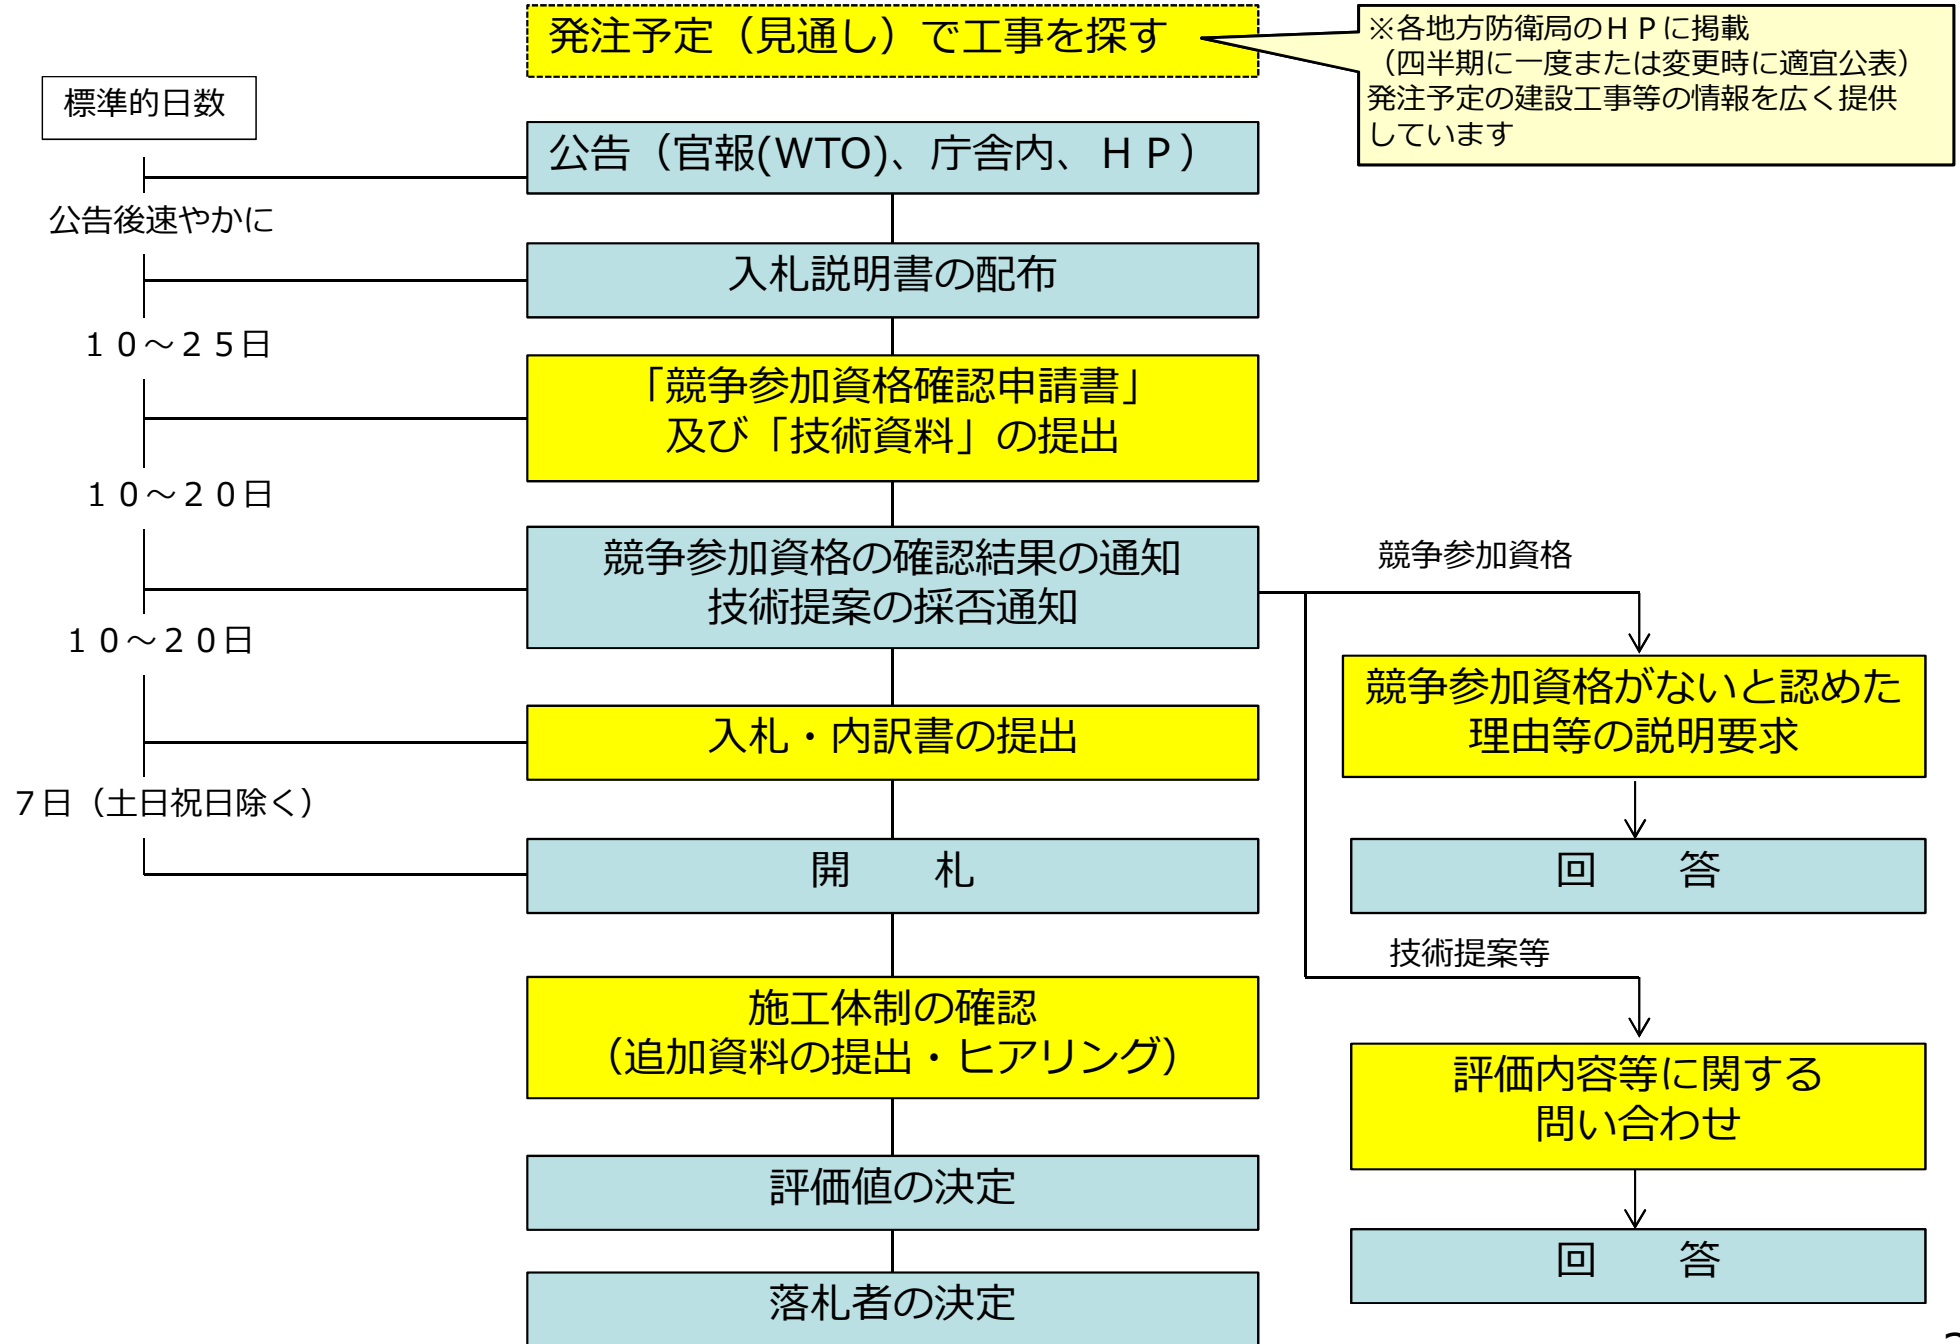 発注予定（見通し）で工事を探す
※各地方防衛局のＨＰに掲載
（四半期に一度または変更時に適宜公表）
発注予定の建設工事等の情報を広く提供
しています
標準的日数
公告（官報(WTO)、庁舎内、ＨＰ）
公告後速やかに
入札説明書の配布
１０～２５日
「競争参加資格確認申請書」
及び「技術資料」の提出
１０～２０日
競争参加資格の確認結果の通知
技術提案の採否通知
競争参加資格
１０～２０日
競争参加資格がないと認めた
理由等の説明要求
入札・内訳書の提出
７日（土日祝日除く）
開　　札
回　　答
技術提案等
施工体制の確認
（追加資料の提出・ヒアリング）
評価内容等に関する
問い合わせ
評価値の決定
回　　答
落札者の決定